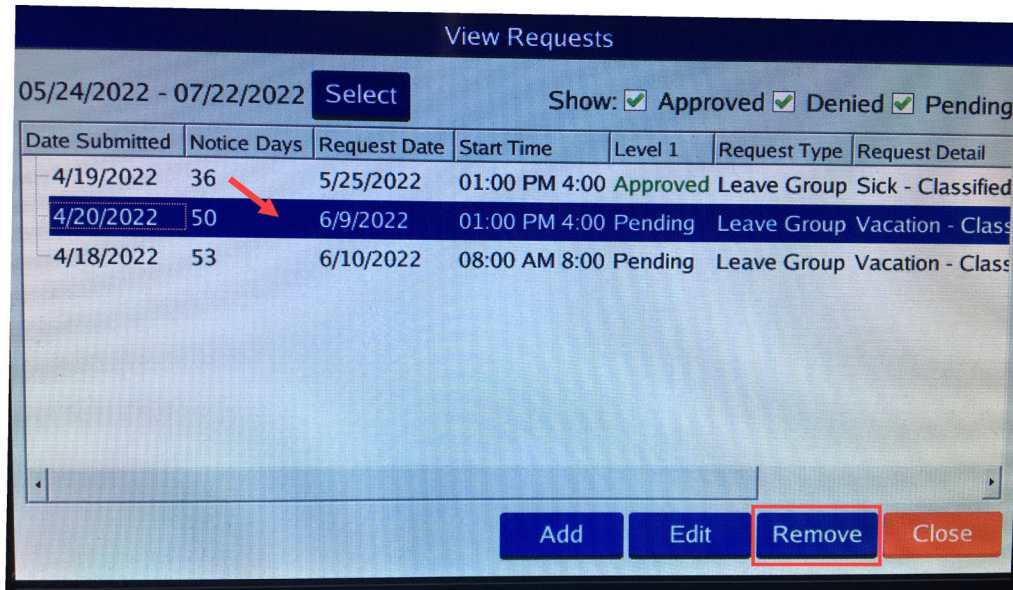 View Requests
05/24/2022 - 07/22/2022 Select Show: Approved Denied Pending
Date Submitted Notice Days Request Date Start Time Level 1 Request Type Request Detail
4/19/2022 36 5/25/2022 01:00 PM 4:00 Approved Leave Group Sick - Classified
4/20/2022 50 6/9/2022 01:00 PM 4:00 Pending Leave Group Vacation - Class
4/18/2022 53 6/10/2022 08:00 AM 8:00 Pending Leave Group Vacation - Class
Add Edit Remove Close